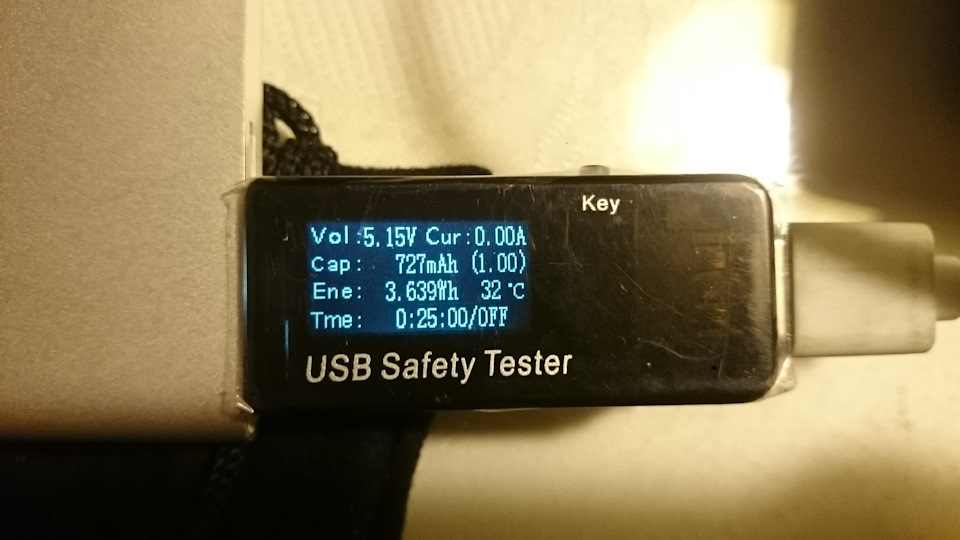 Key
Vol:5.15V Cur:0.00A
Cap: 727mAh (1.00)
Ene: 3.639Wh 32℃
Tme: 0:25:00/OFF
USB Safety Tester